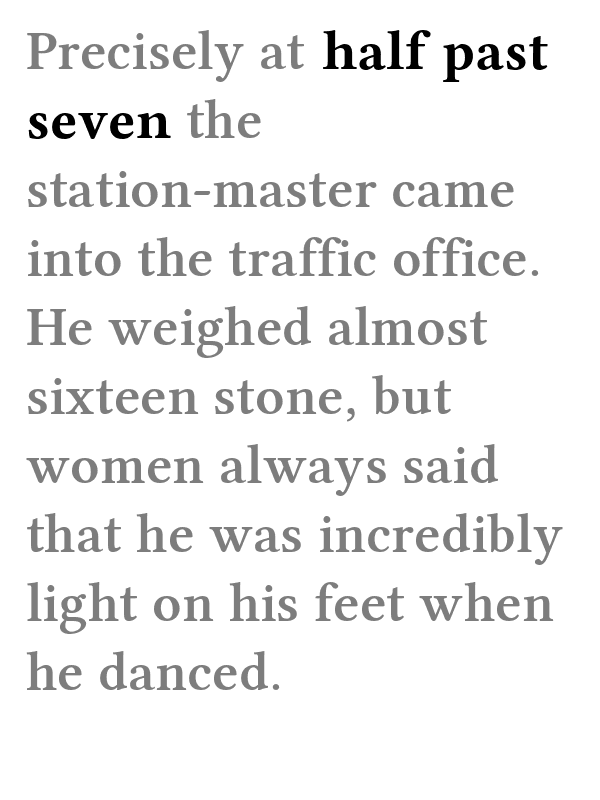 Precisely at half past
seven the
station-master came
into the traffic office.
He weighed almost
sixteen stone, but
women always said
that he was incredibly
light on his feet when
he danced.